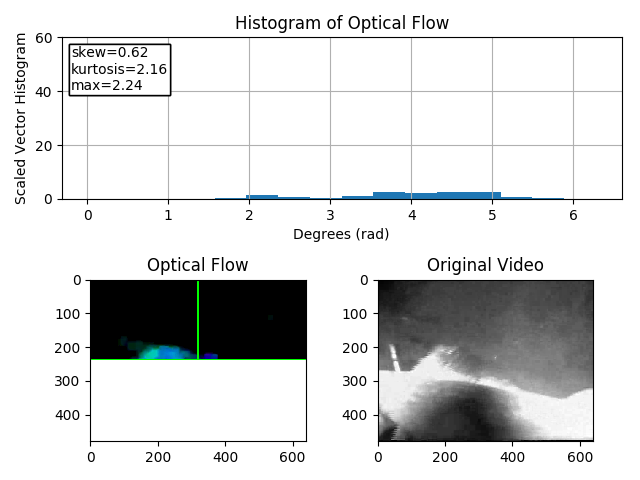 Histogram of Optical Flow
skew=0.62
kurtosis=2.16
max=2.24
Scaled Vector Histogram
60
40
20
0
0 1 2 3 4 5 6
Degrees (rad)
Optical Flow
0
100
200
300
400
0 200 400 600
Original Video
0
100
200
300
400
0 200 400 600